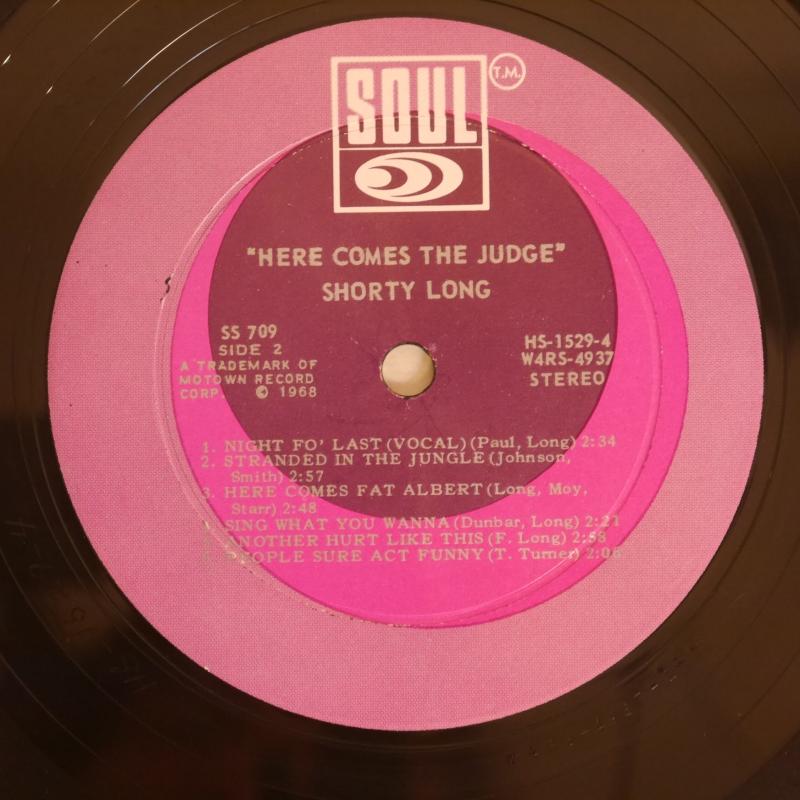 SOUL
T.M.
"HERE COMES THE JUDGE"
SHORTY LONG
SS 709
SIDE 2
A TRADEMARK OF
MOTOWN RECORD
CORP. © 1968
HS-1529-4
W4RS-4937
STEREO
1. NIGHT FO' LAST (VOCAL) (Paul, Long) 2:34
2. STRANDED IN THE JUNGLE (Johnson,
Smith) 2:57
3. HERE COMES FAT ALBERT (Long, Moy,
Starr) 2:48
SING WHAT YOU WANNA (Dunbar, Long) 2:21
ANOTHER HURT LIKE THIS (F. Long) 2:58
PEOPLE SURE ACT FUNNY (T. Turner) 2:06